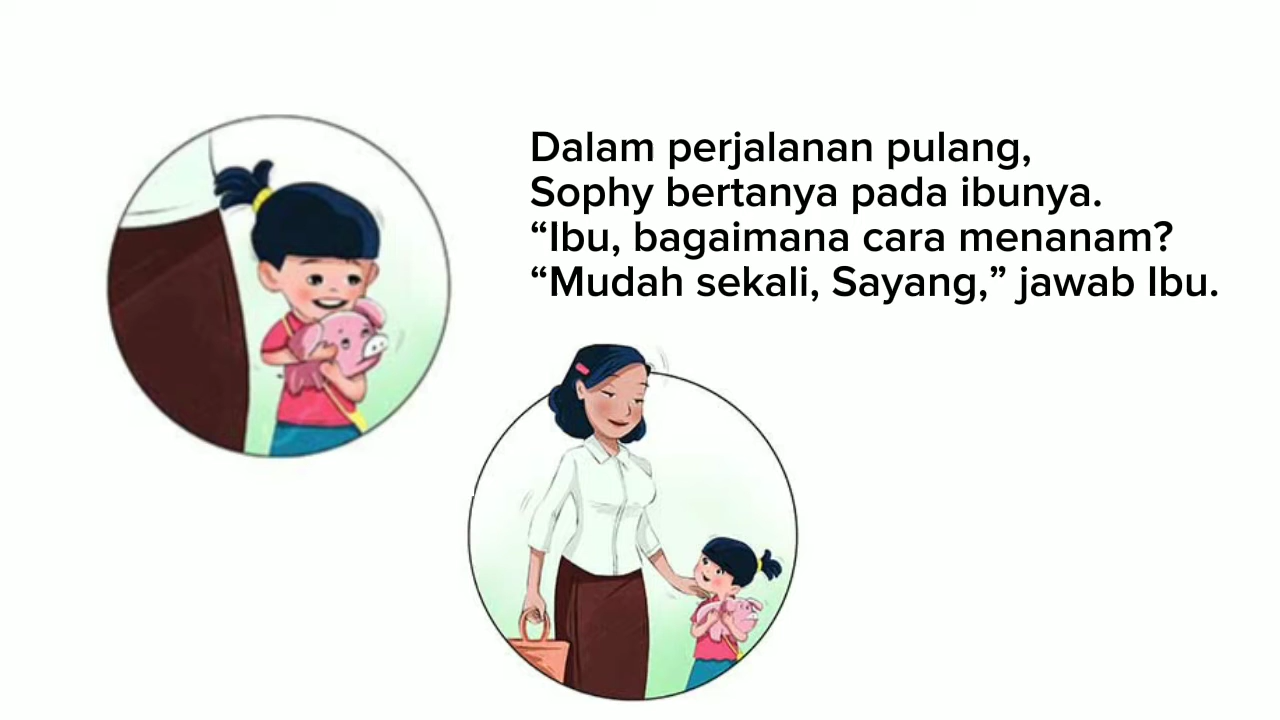 Dalam perjalanan pulang,
Sophy bertanya pada ibunya.
“Ibu, bagaimana cara menanam?
“Mudah sekali, Sayang,” jawab Ibu.